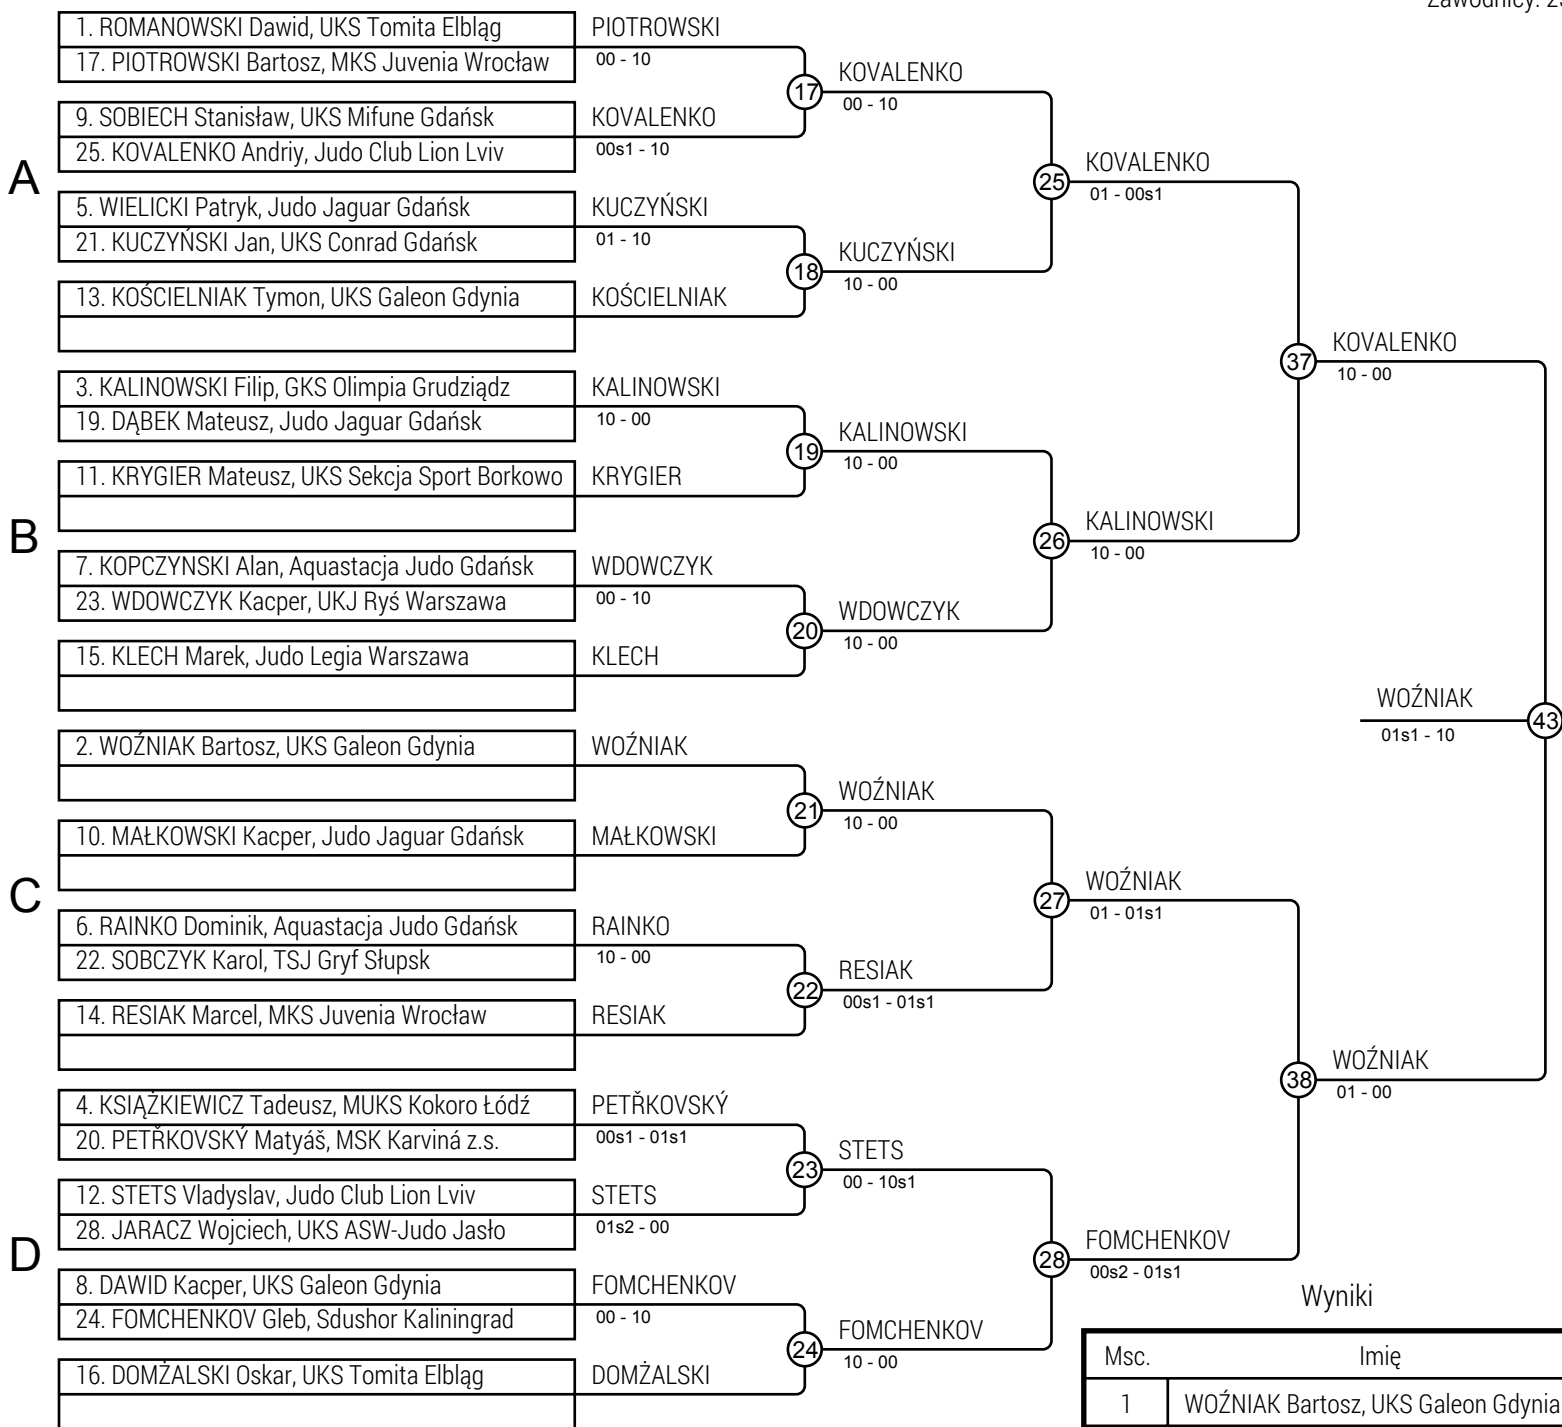 1. ROMANOWSKI Dawid, UKS Tomita Elbląg
17. PIOTROWSKI Bartosz, MKS Juvenia Wrocław
9. SOBIECH Stanisław, UKS Mifune Gdańsk
25. KOVALENKO Andriy, Judo Club Lion Lviv
A
5. WIELICKI Patryk, Judo Jaguar Gdańsk
21. KUCZYŃSKI Jan, UKS Conrad Gdańsk
13. KOŚCIELNIAK Tymon, UKS Galeon Gdynia
3. KALINOWSKI Filip, GKS Olimpia Grudziądz
19. DĄBEK Mateusz, Judo Jaguar Gdańsk
11. KRYGIER Mateusz, UKS Sekcja Sport Borkowo
B
7. KOPCZYNSKI Alan, Aquastacja Judo Gdańsk
23. WDOWCZYK Kacper, UKJ Ryś Warszawa
15. KLECH Marek, Judo Legia Warszawa
2. WOŹNIAK Bartosz, UKS Galeon Gdynia
10. MAŁKOWSKI Kacper, Judo Jaguar Gdańsk
C
6. RAINKO Dominik, Aquastacja Judo Gdańsk
22. SOBCZYK Karol, TSJ Gryf Słupsk
14. RESIAK Marcel, MKS Juvenia Wrocław
4. KSIĄŻKIEWICZ Tadeusz, MUKS Kokoro Łódź
20. PETŘKOVSKÝ Matyáš, MSK Karviná z.s.
12. STETS Vladyslav, Judo Club Lion Lviv
28. JARACZ Wojciech, UKS ASW-Judo Jasło
D
8. DAWID Kacper, UKS Galeon Gdynia
24. FOMCHENKOV Gleb, Sdushor Kaliningrad
16. DOMŻALSKI Oskar, UKS Tomita Elbląg
PIOTROWSKI
00 - 10
KOVALENKO
00s1 - 10
KUCZYŃSKI
01 - 10
KOŚCIELNIAK
KALINOWSKI
10 - 00
KRYGIER
WDOWCZYK
00 - 10
KLECH
WOŹNIAK
MAŁKOWSKI
RAINKO
10 - 00
RESIAK
PETŘKOVSKÝ
00s1 - 01s1
STETS
01s2 - 00
FOMCHENKOV
00 - 10
DOMŻALSKI
17
KOVALENKO
00 - 10
18
KUCZYŃSKI
10 - 00
19
KALINOWSKI
10 - 00
20
WDOWCZYK
10 - 00
21
WOŹNIAK
10 - 00
22
RESIAK
00s1 - 01s1
23
STETS
00 - 10s1
24
FOMCHENKOV
10 - 00
25
KOVALENKO
01 - 00s1
26
KALINOWSKI
10 - 00
27
WOŹNIAK
01 - 01s1
28
FOMCHENKOV
00s2 - 01s1
37
KOVALENKO
10 - 00
38
WOŹNIAK
01 - 00
WOŹNIAK
01s1 - 10
43
Wyniki
Msc. Imię
1 WOŹNIAK Bartosz, UKS Galeon Gdynia